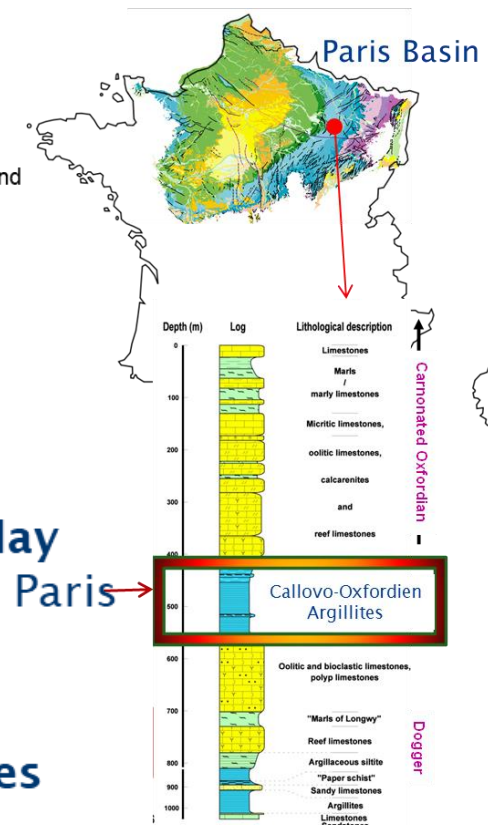 Paris Basin
nd
Depth (m) Log Lithological description
0
Limestones
Marls
/
marly limestones
100
Micritic limestones,
200
oolitic limestones,
calcarenites
300
and
reef limestones
400
Carnonated Oxfordian
lay
Paris
Callovo-Oxfordien
Argillites
500
600
Oolitic and bioclastic limestones,
polyp limestones
700
"Marls of Longwy"
Reef limestones
Dogger
800
Argillaceous siltite
es
"Paper schist"
900
Sandy limestones
Argillites
1000
Limestones